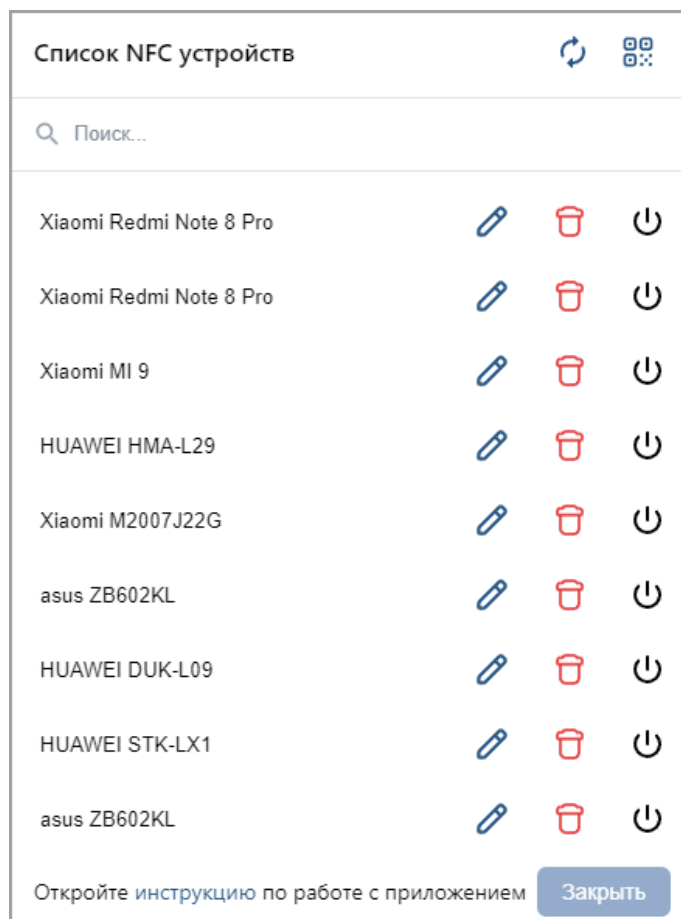 Список NFC устройств
Поиск...
Xiaomi Redmi Note 8 Pro
Xiaomi Redmi Note 8 Pro
Xiaomi MI 9
HUAWEI HMA-L29
Xiaomi M2007J22G
asus ZB602KL
HUAWEI DUK-L09
HUAWEI STK-LX1
asus ZB602KL
Откройте инструкцию по работе с приложением Закрыть